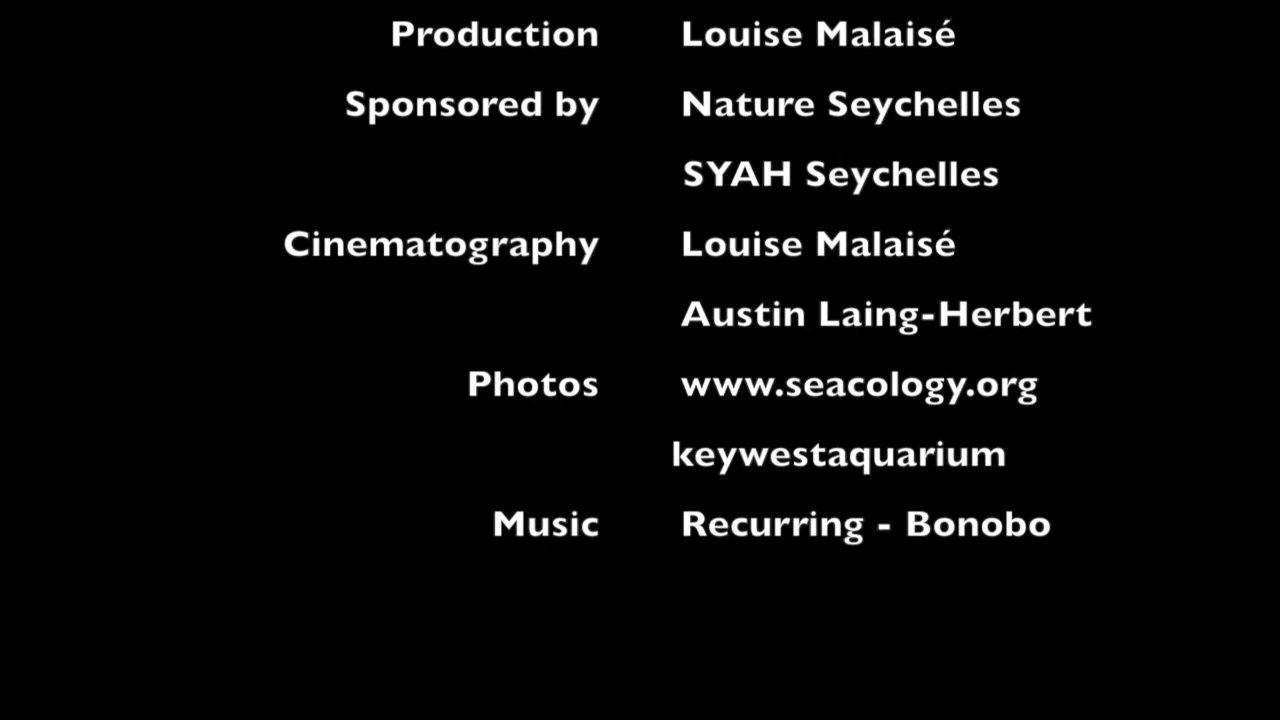 Production Louise Malaisé
Sponsored by Nature Seychelles
SYAH Seychelles
Cinematography Louise Malaisé
Austin Laing-Herbert
Photos www.seacology.org
keywestaquarium
Music Recurring - Bonobo